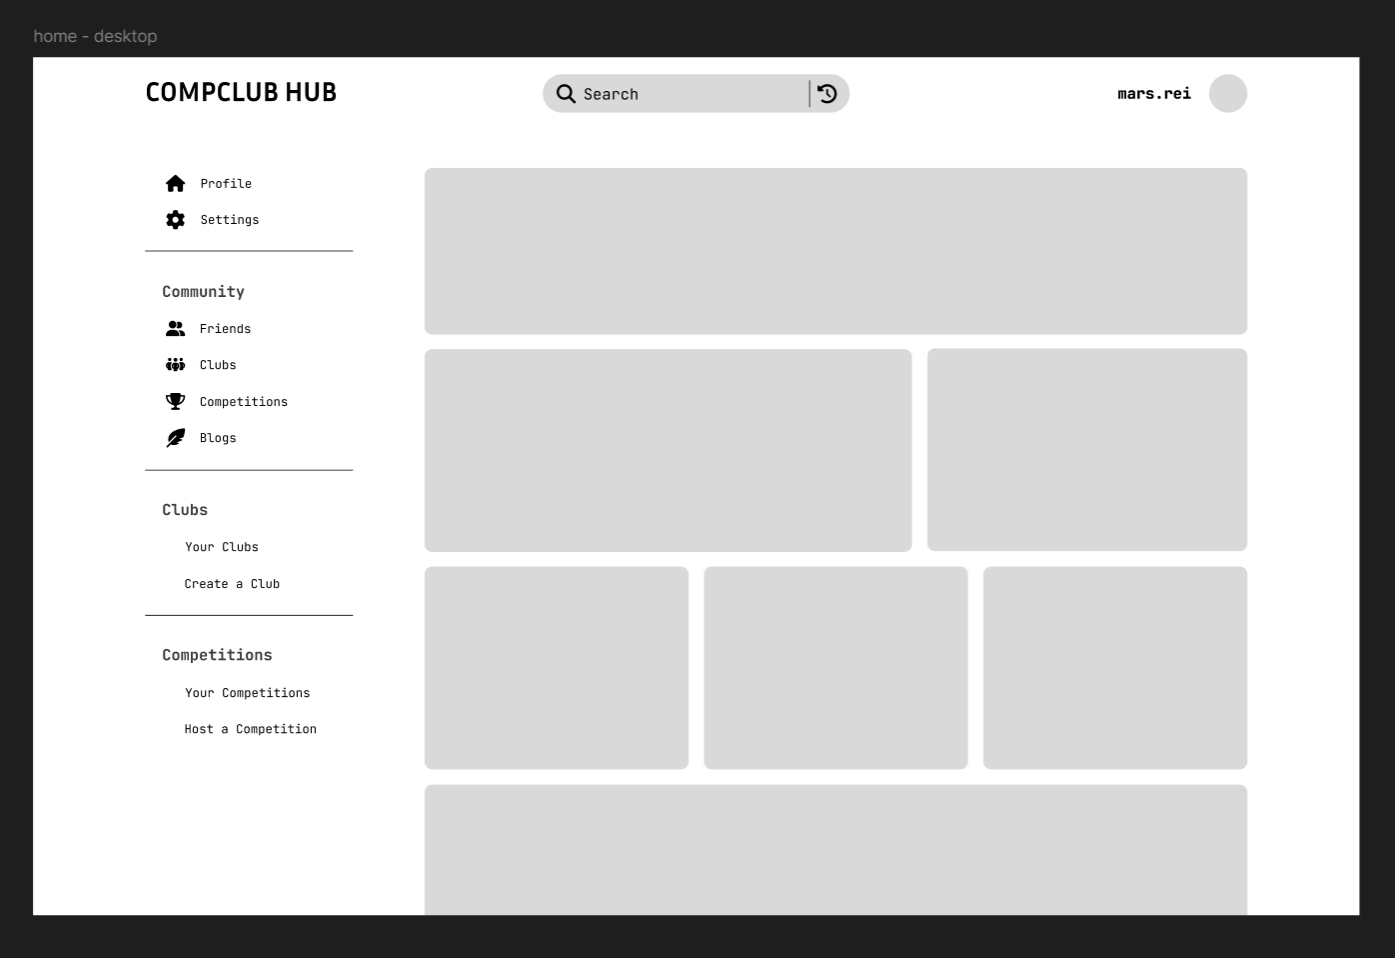 home - desktop
COMPCLUB HUB
Search
mars.rei
Profile
Settings
Community
Friends
Clubs
Competitions
Blogs
Clubs
Your Clubs
Create a Club
Competitions
Your Competitions
Host a Competition